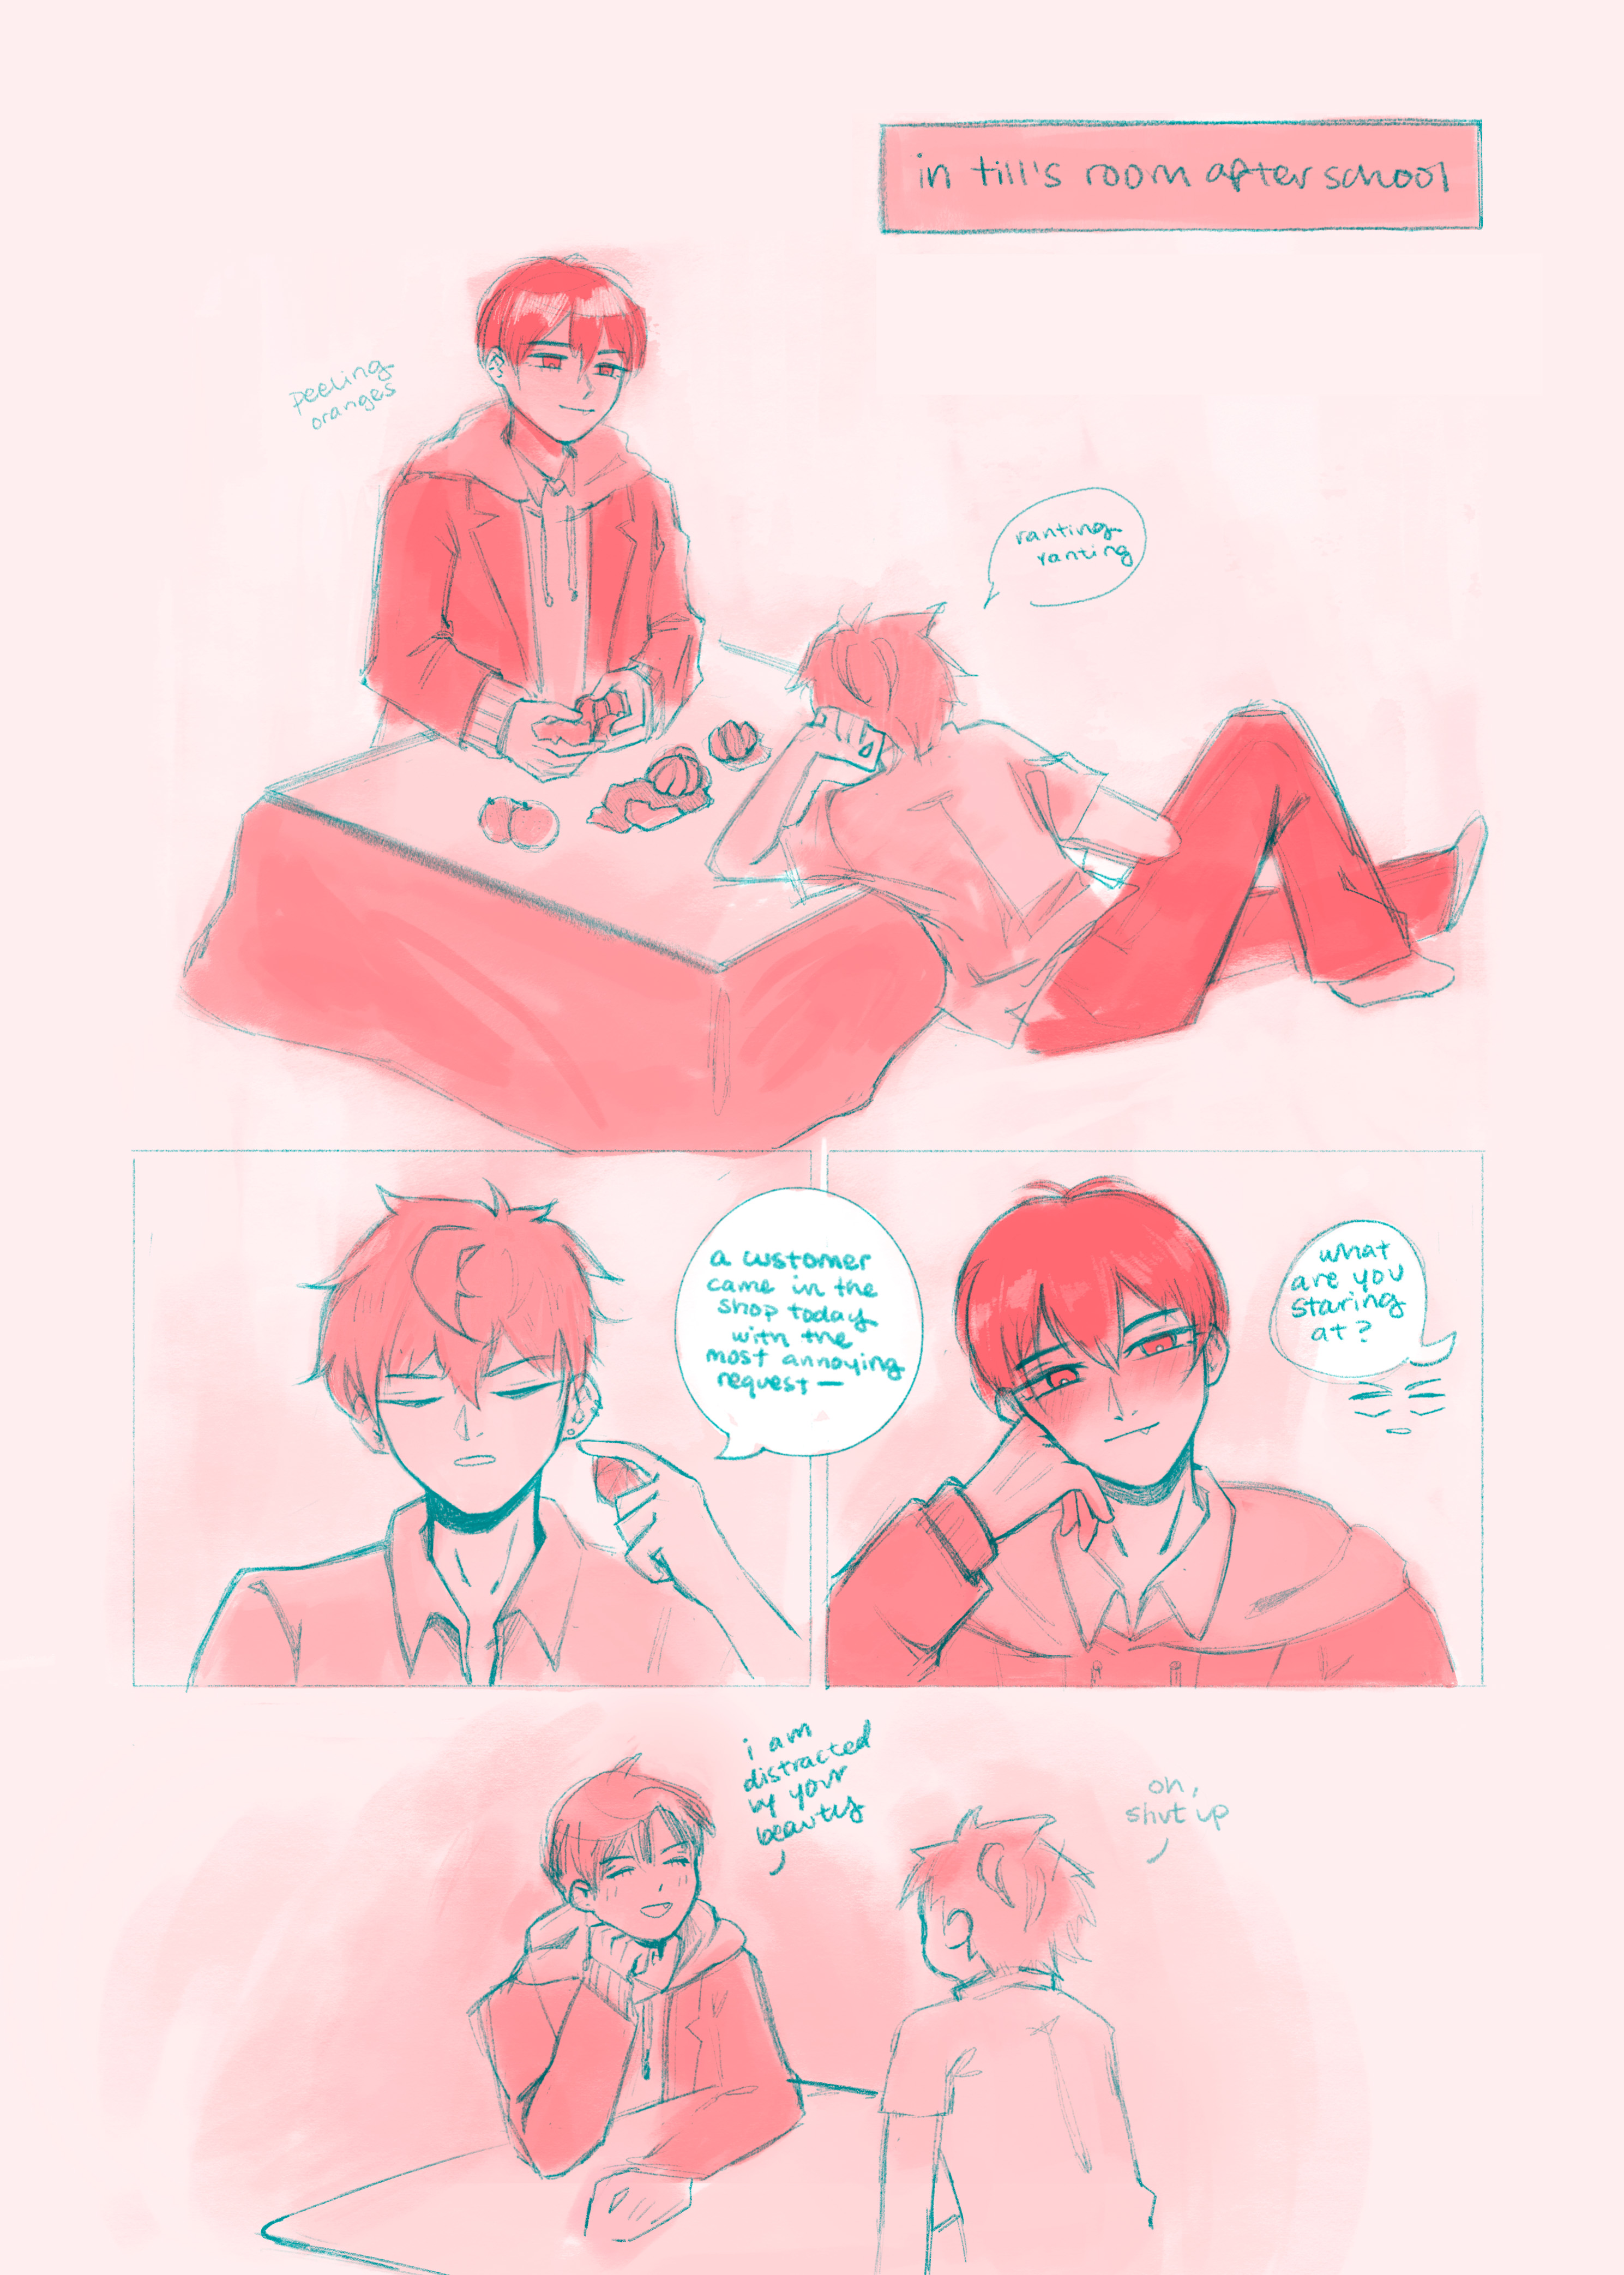 in till's room after school
peeling
oranges
ranting
ranting
a customer
came in the
shop today
with the
most annoying
request—
what
are you
staring
at?
i am
distracted
by your
beauty
oh,
shut up